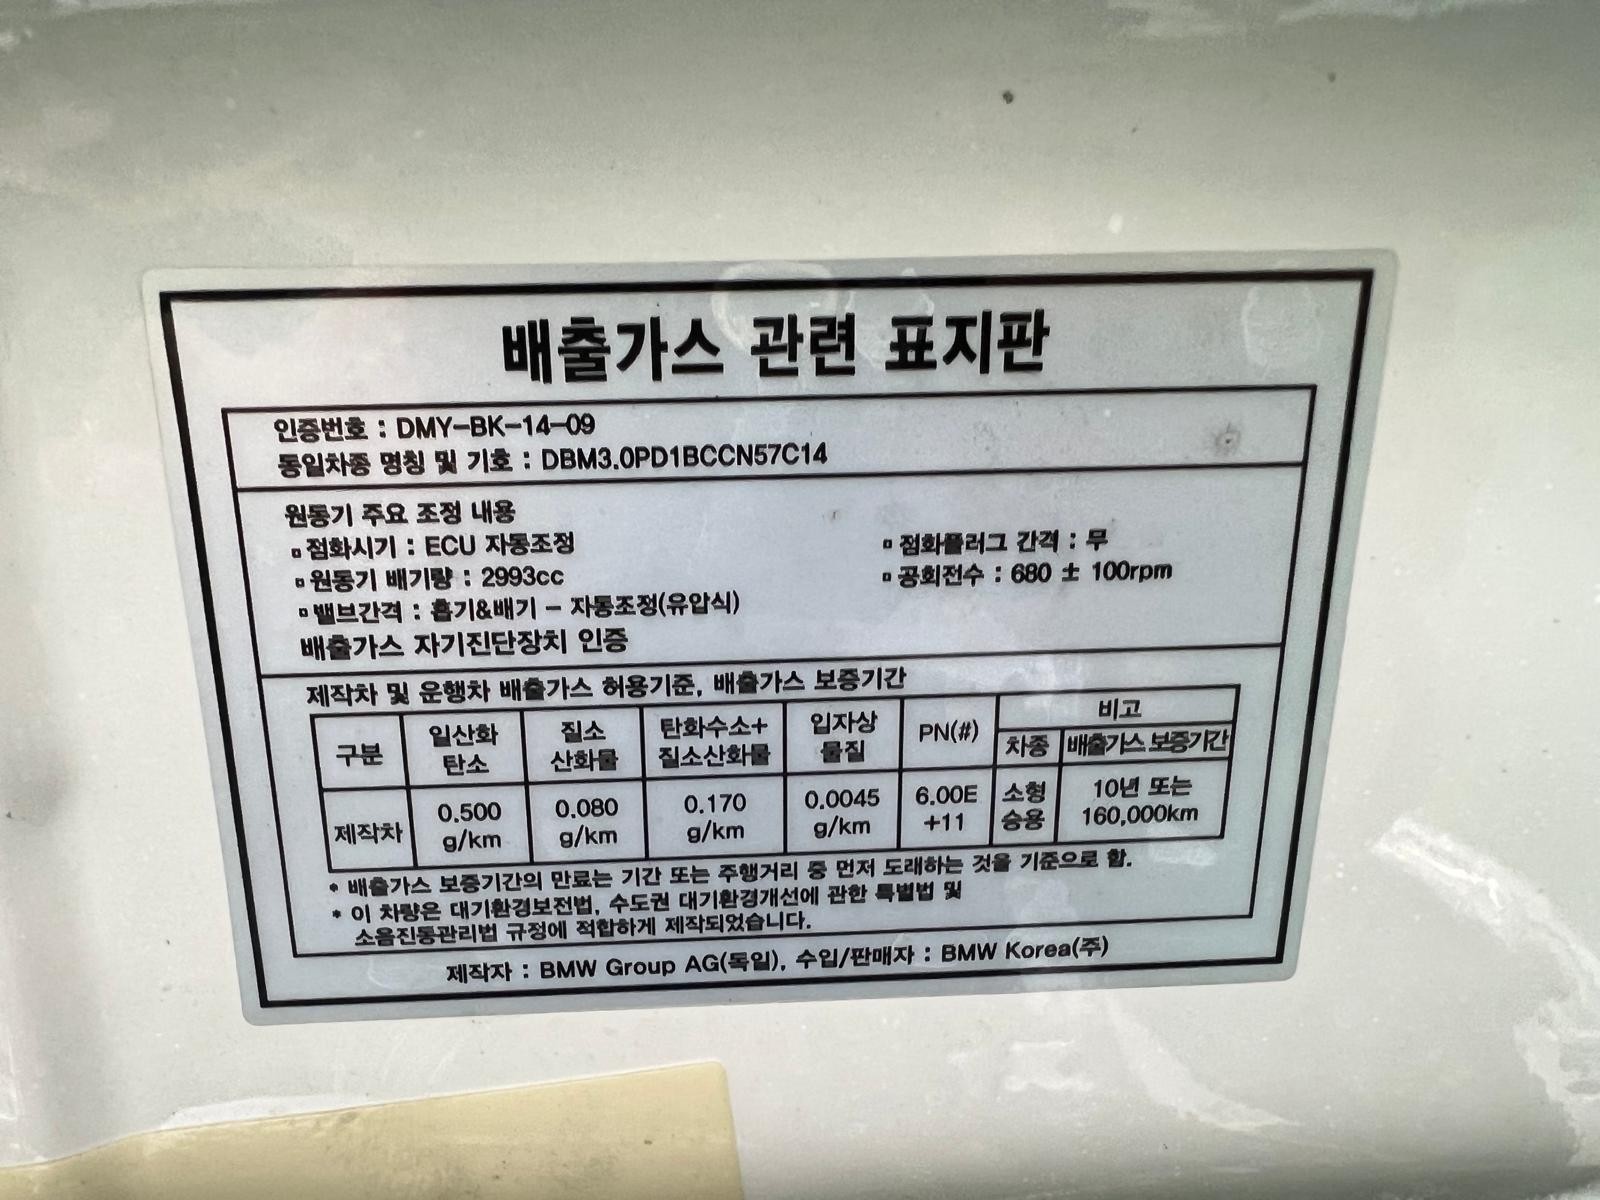 배출가스 관련 표지판
인증번호 : DMY-BK-14-09
동일차종 명칭 및 기호 : DBM3.0PD1BCCN57C14
원동기 주요 조정 내용
▫점화시기 : ECU 자동조정 ▫점화플러그 간격 : 무
▫원동기 배기량 : 2993cc ▫공회전수 : 680 ± 100rpm
▫밸브간격 : 흡기&배기 - 자동조정(유압식)
배출가스 자기진단장치 인증
제작차 및 운행차 배출가스 허용기준, 배출가스 보증기간
구분 일산화탄소 질소산화물 탄화수소+질소산화물 입자상물질 PN(#) 비고
차종 배출가스 보증기간
제작차 0.500 g/km 0.080 g/km 0.170 g/km 0.0045 g/km 6.00E+11 소형승용 10년 또는 160,000km
* 배출가스 보증기간의 만료는 기간 또는 주행거리 중 먼저 도래하는 것을 기준으로 함.
* 이 차량은 대기환경보전법, 수도권 대기환경개선에 관한 특별법 및
소음진동관리법 규정에 적합하게 제작되었습니다.
제작자 : BMW Group AG(독일), 수입/판매자 : BMW Korea(주)